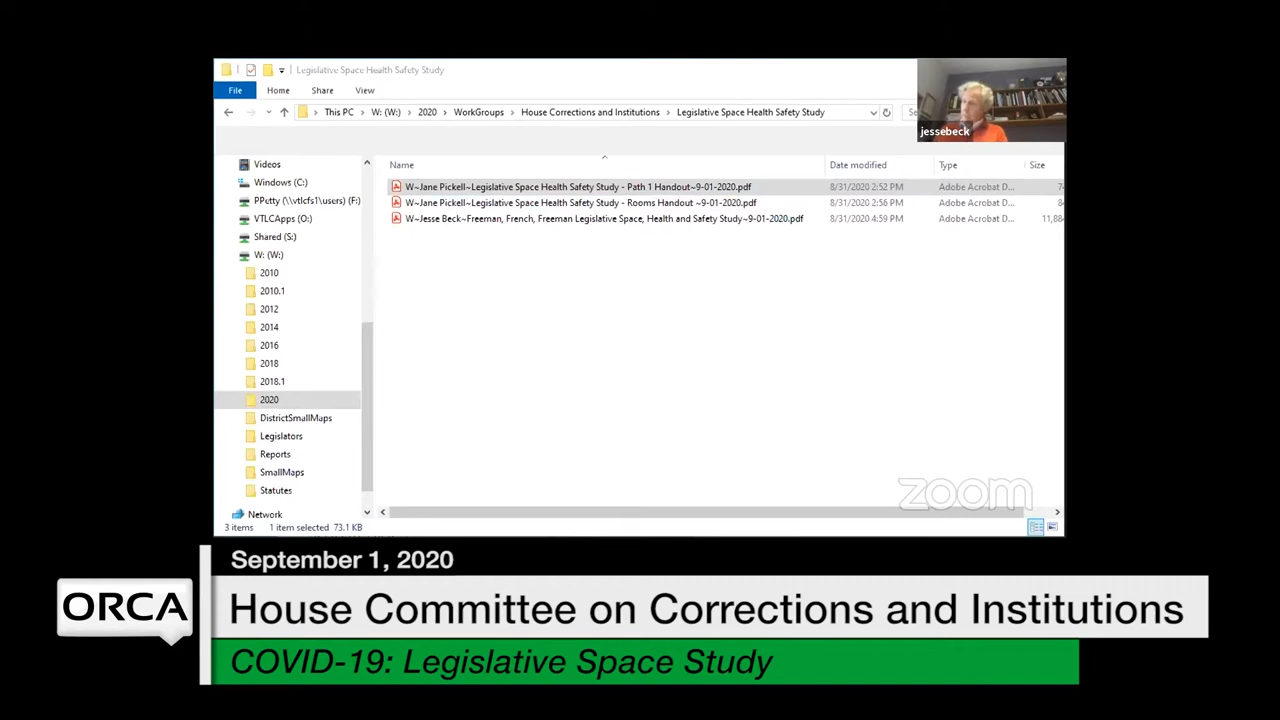 Legislative Space Health Safety Study
File Home Share View
This PC W: (W:) 2020 WorkGroups House Corrections and Institutions Legislative Space Health Safety Study
jessebeck
Name Date modified Type Size
W~Jane Pickell~Legislative Space Health Safety Study - Path 1 Handout~9-01-2020.pdf 8/31/2020 2:52 PM Adobe Acrobat D...
W~Jane Pickell~Legislative Space Health Safety Study - Rooms Handout ~9-01-2020.pdf 8/31/2020 2:56 PM Adobe Acrobat D...
W~Jesse Beck~Freeman, French, Freeman Legislative Space, Health and Safety Study~9-01-2020.pdf 8/31/2020 4:59 PM Adobe Acrobat D... 11,88
Videos
Windows (C:)
PPetty (\\vtlcfs1\users) (F:)
VTLCApps (O:)
Shared (S:)
W: (W:)
2010
2010.1
2012
2014
2016
2018
2018.1
2020
DistrictSmallMaps
Legislators
Reports
SmallMaps
Statutes
Network
3 items 1 item selected 73.1 KB
zoom
September 1, 2020
ORCA
House Committee on Corrections and Institutions
COVID-19: Legislative Space Study